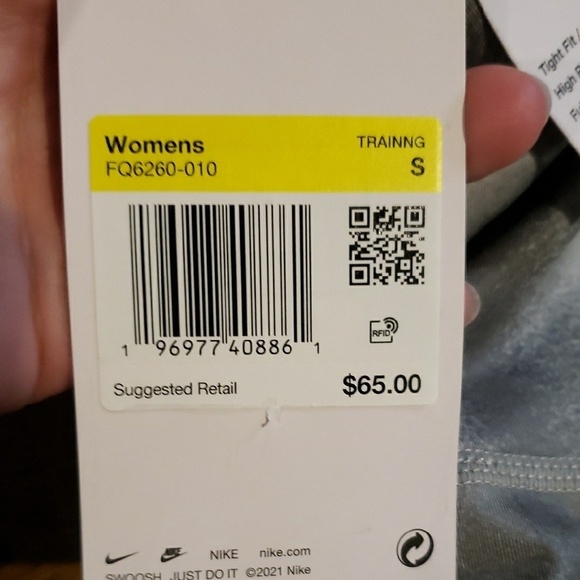 Tight Fit /
High
Womens TRAINNG
FQ6260-010 S
RFID
1 96977 40886 1
Suggested Retail $65.00
NIKE nike.com
SWOOSH JUST DO IT ©2021 Nike